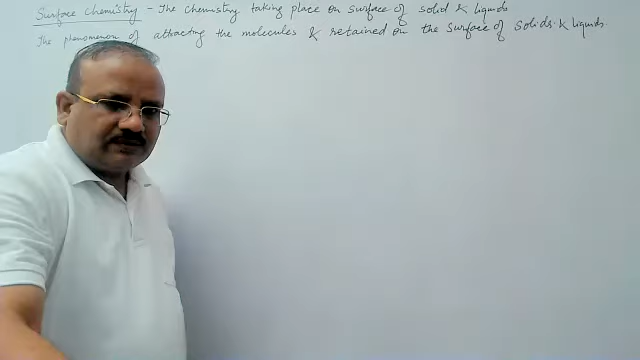 Surface Chemistry - The Chemistry taking place on surface of solid & liquids
The phenomenon of attracting the molecules & retained on the surface of solids & liquids.